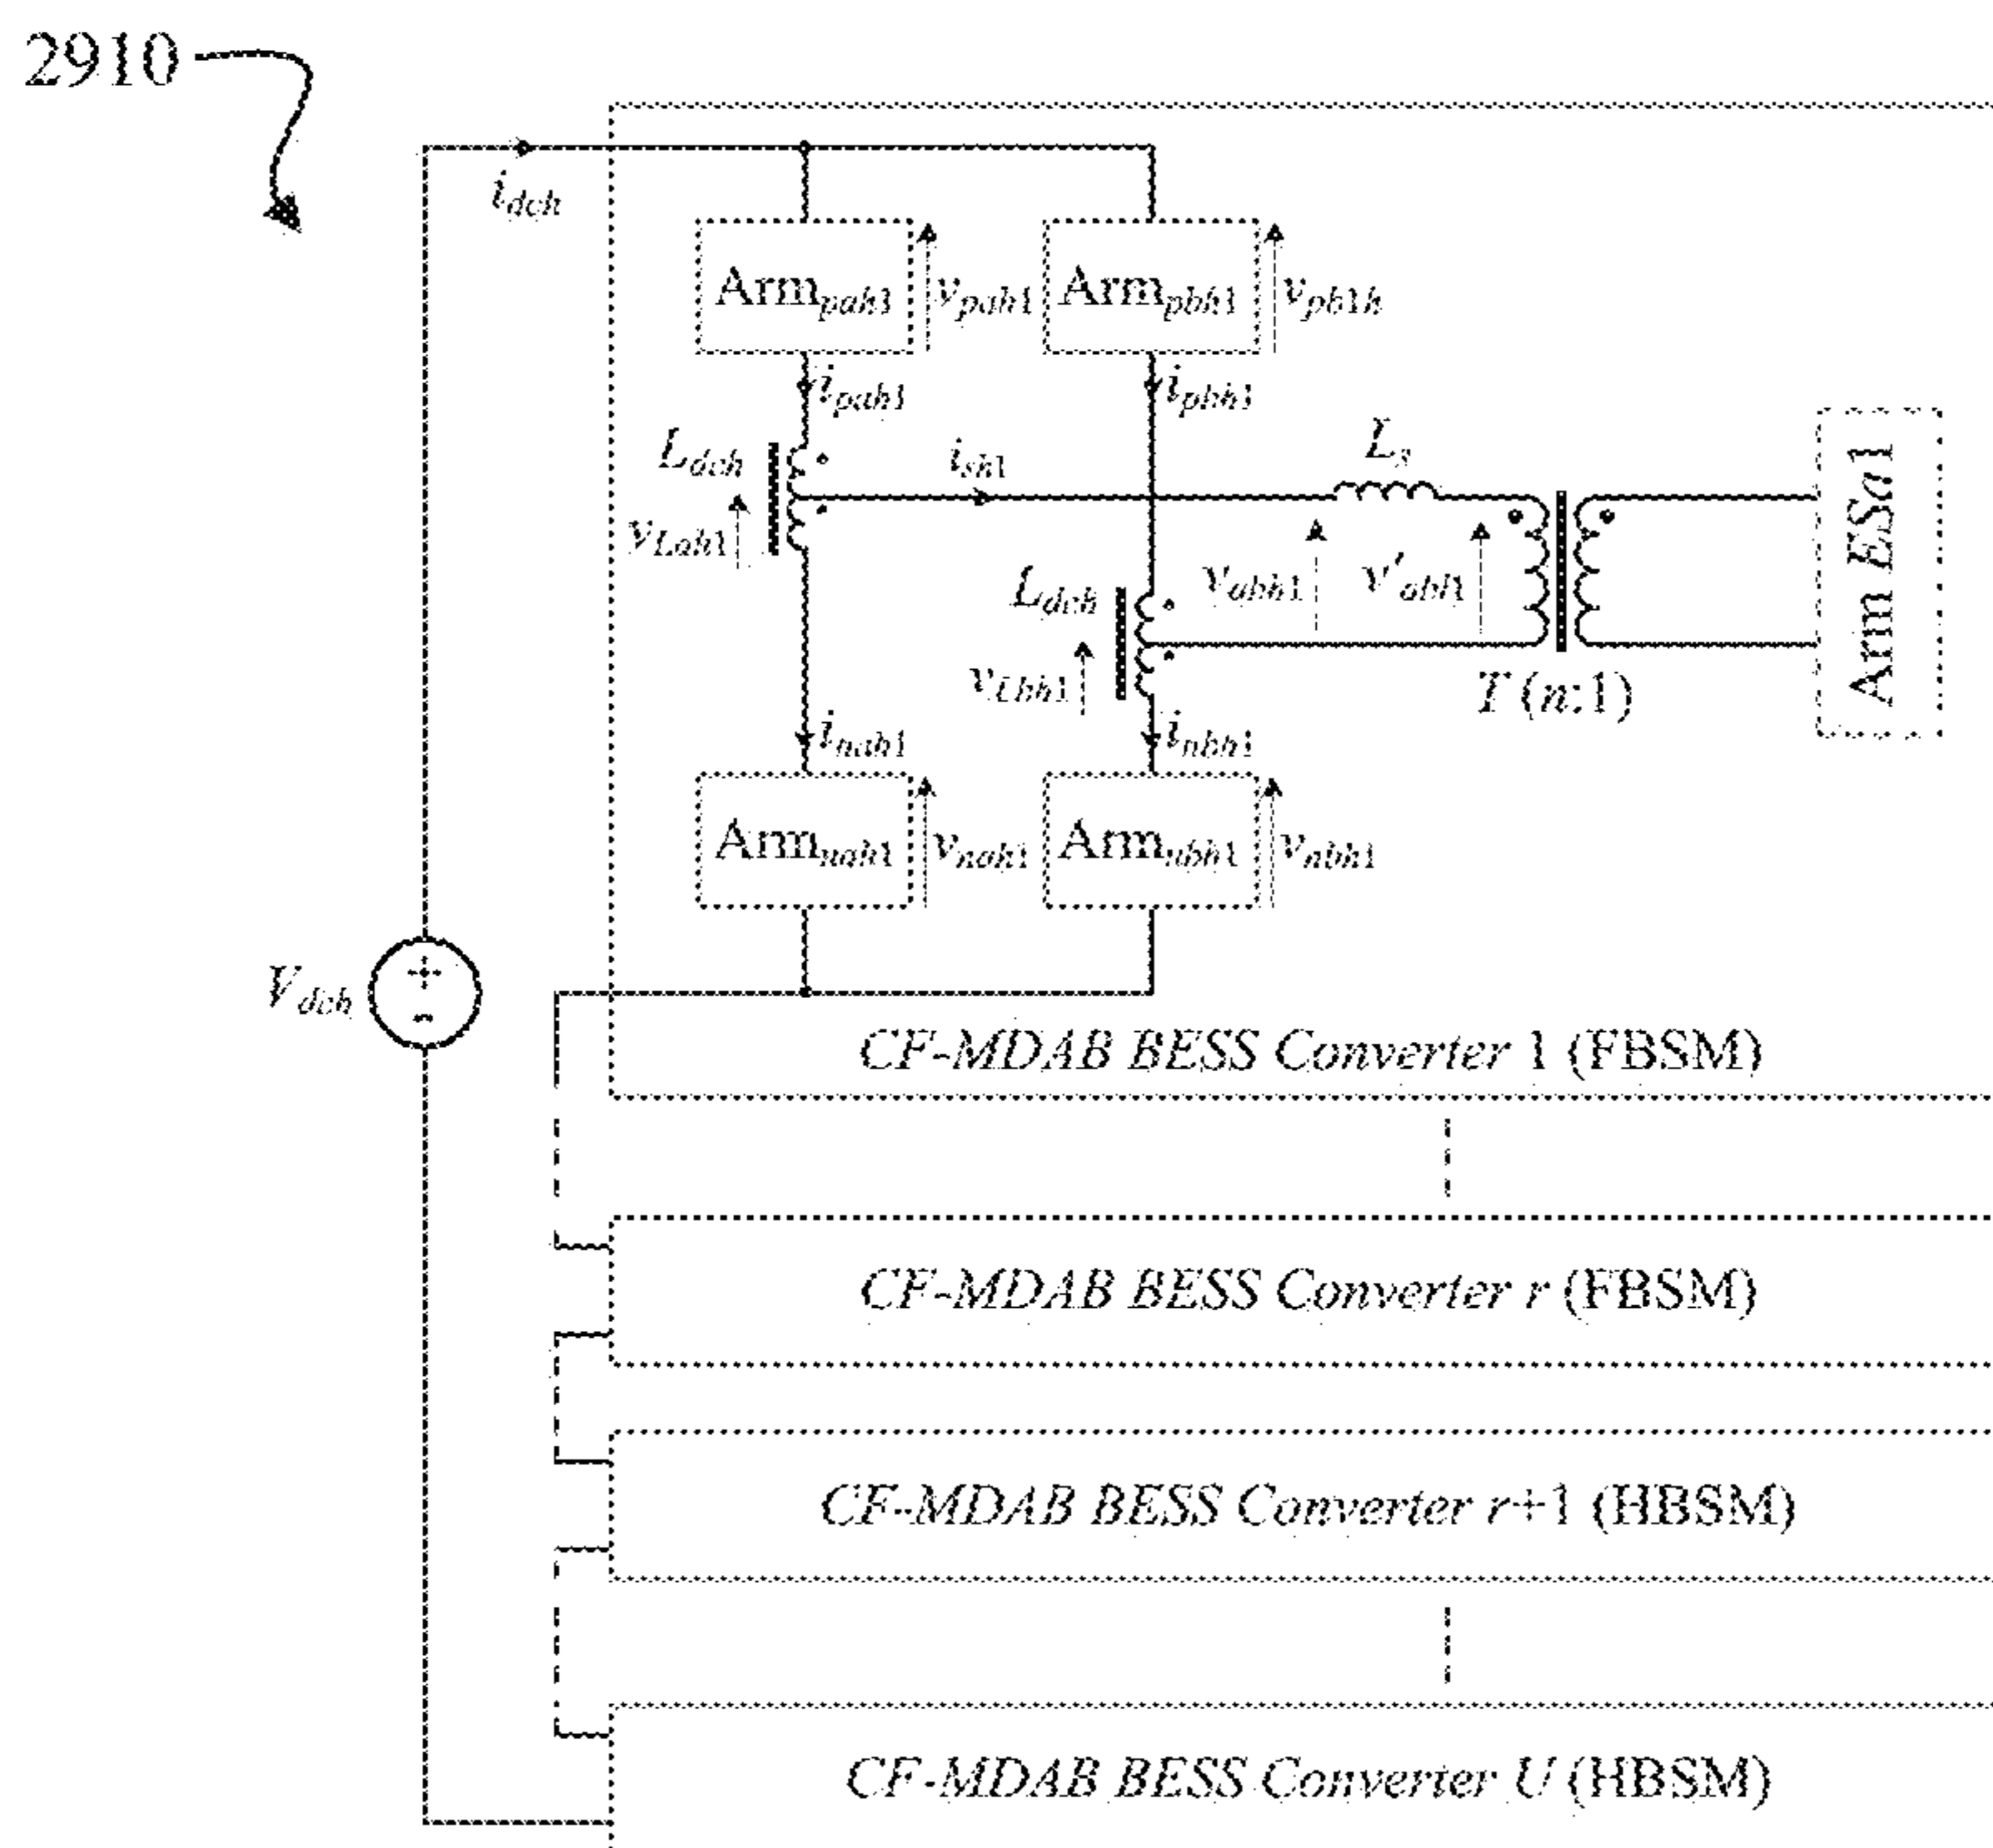 2910
i_dch
Arm_pah1
v_pah1
Arm_pbh1
v_pb1h
i_pah1
i_pbh1
L_dch
i_sh1
L_s
Arm ESa1
v_Lah1
L_dch
v_abh1
v'_abl1
v_Lbh1
T (n:1)
i_nah1
i_nbh1
Arm_nah1
v_nah1
Arm_nbh1
v_nbh1
V_dch
+
-
CF-MDAB BESS Converter 1 (FBSM)
CF-MDAB BESS Converter r (FBSM)
CF-MDAB BESS Converter r+1 (HBSM)
CF-MDAB BESS Converter U (HBSM)